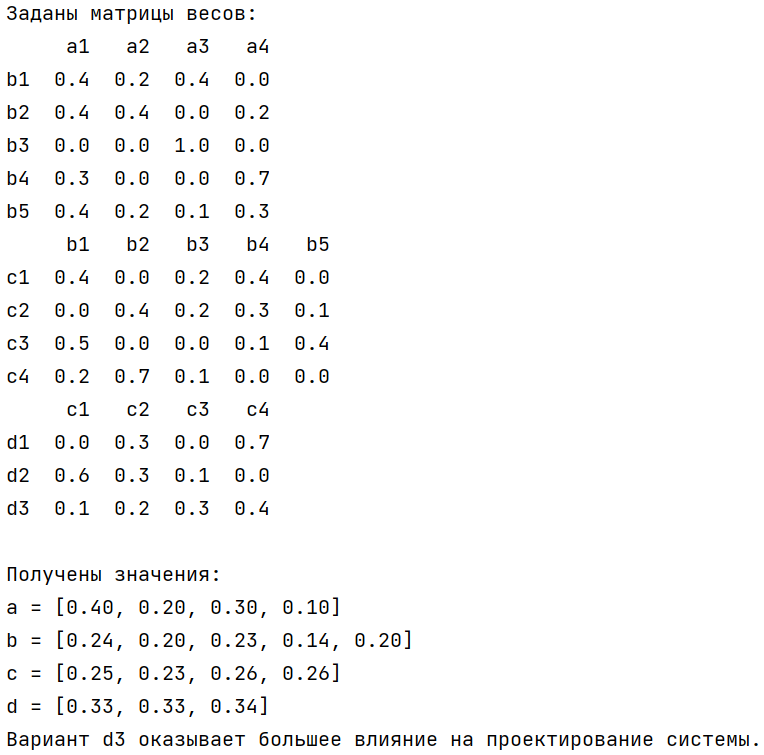 Заданы матрицы весов:
     a1   a2   a3   a4
b1  0.4  0.2  0.4  0.0
b2  0.4  0.4  0.0  0.2
b3  0.0  0.0  1.0  0.0
b4  0.3  0.0  0.0  0.7
b5  0.4  0.2  0.1  0.3
     b1   b2   b3   b4   b5
c1  0.4  0.0  0.2  0.4  0.0
c2  0.0  0.4  0.2  0.3  0.1
c3  0.5  0.0  0.0  0.1  0.4
c4  0.2  0.7  0.1  0.0  0.0
     c1   c2   c3   c4
d1  0.0  0.3  0.0  0.7
d2  0.6  0.3  0.1  0.0
d3  0.1  0.2  0.3  0.4
Получены значения:
a = [0.40, 0.20, 0.30, 0.10]
b = [0.24, 0.20, 0.23, 0.14, 0.20]
c = [0.25, 0.23, 0.26, 0.26]
d = [0.33, 0.33, 0.34]
Вариант d3 оказывает большее влияние на проектирование системы.